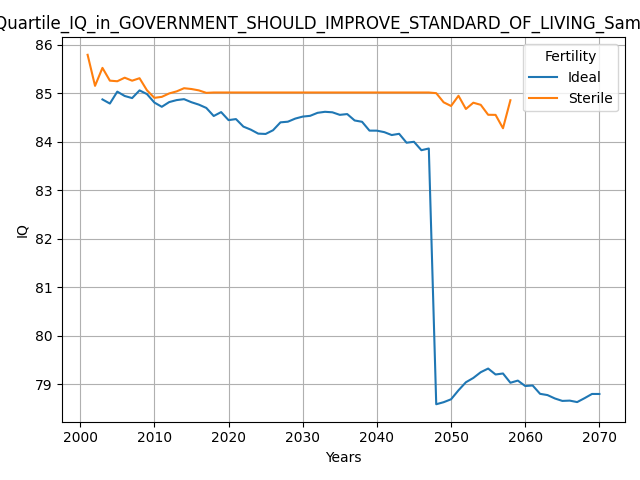 Quartile_IQ_in_GOVERNMENT_SHOULD_IMPROVE_STANDARD_OF_LIVING_Sam
86
85
84
83
82
81
80
79
IQ
Fertility
Ideal
Sterile
2000 2010 2020 2030 2040 2050 2060 2070
Years